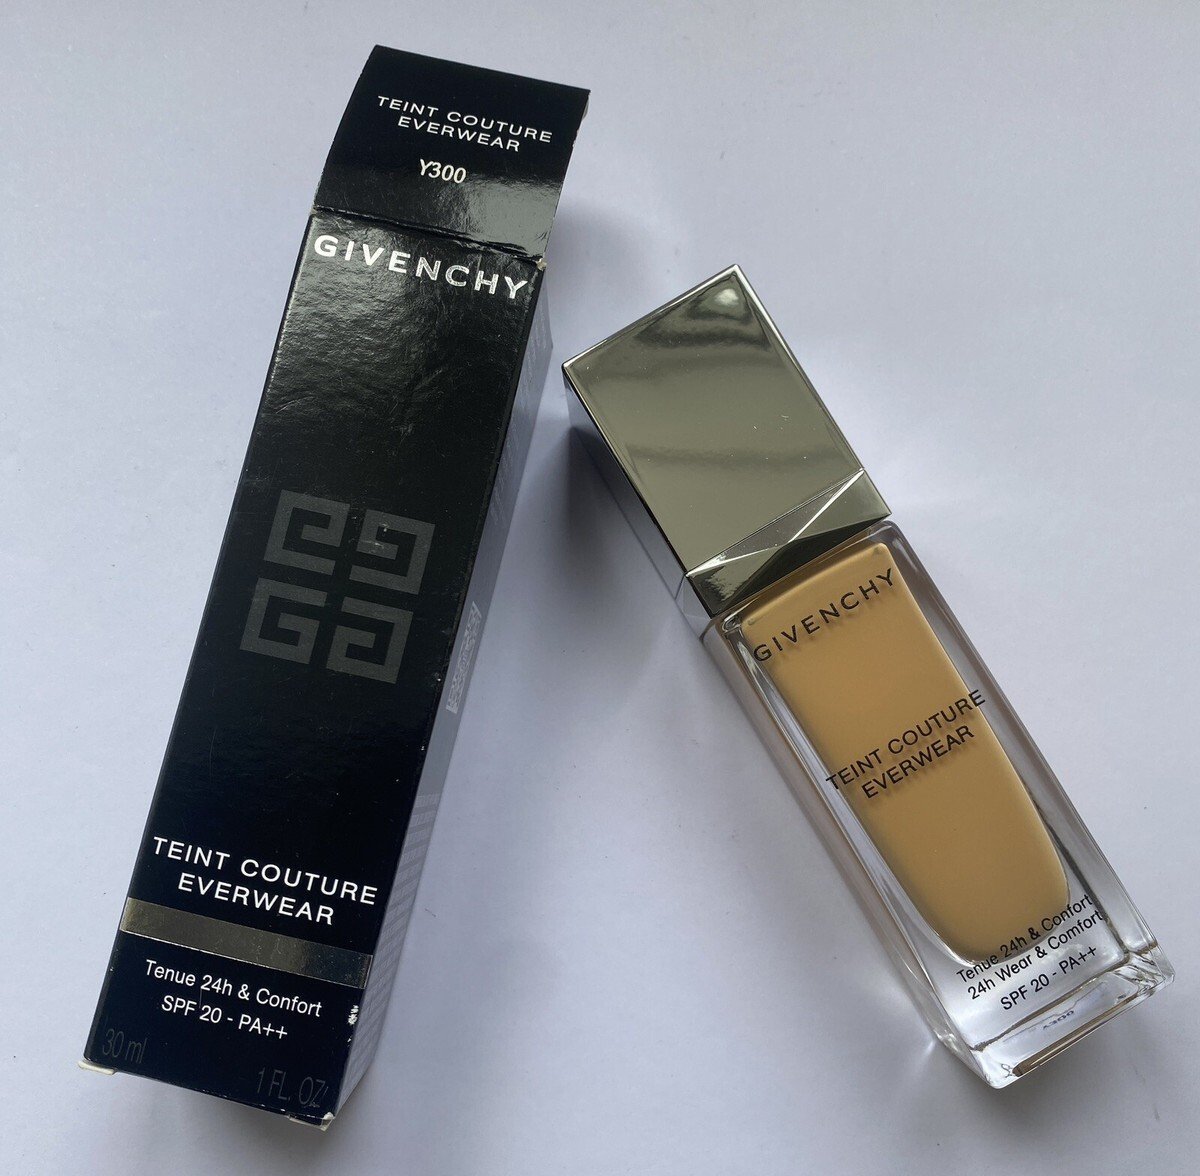 TEINT COUTURE
EVERWEAR
Y300
GIVENCHY
TEINT COUTURE
EVERWEAR
Tenue 24h & Confort
SPF 20 - PA++
30 ml
1 FL. OZ
GIVENCHY
TEINT COUTURE
EVERWEAR
Tenue 24h & Confort
24h Wear & Comfort
SPF 20 - PA++